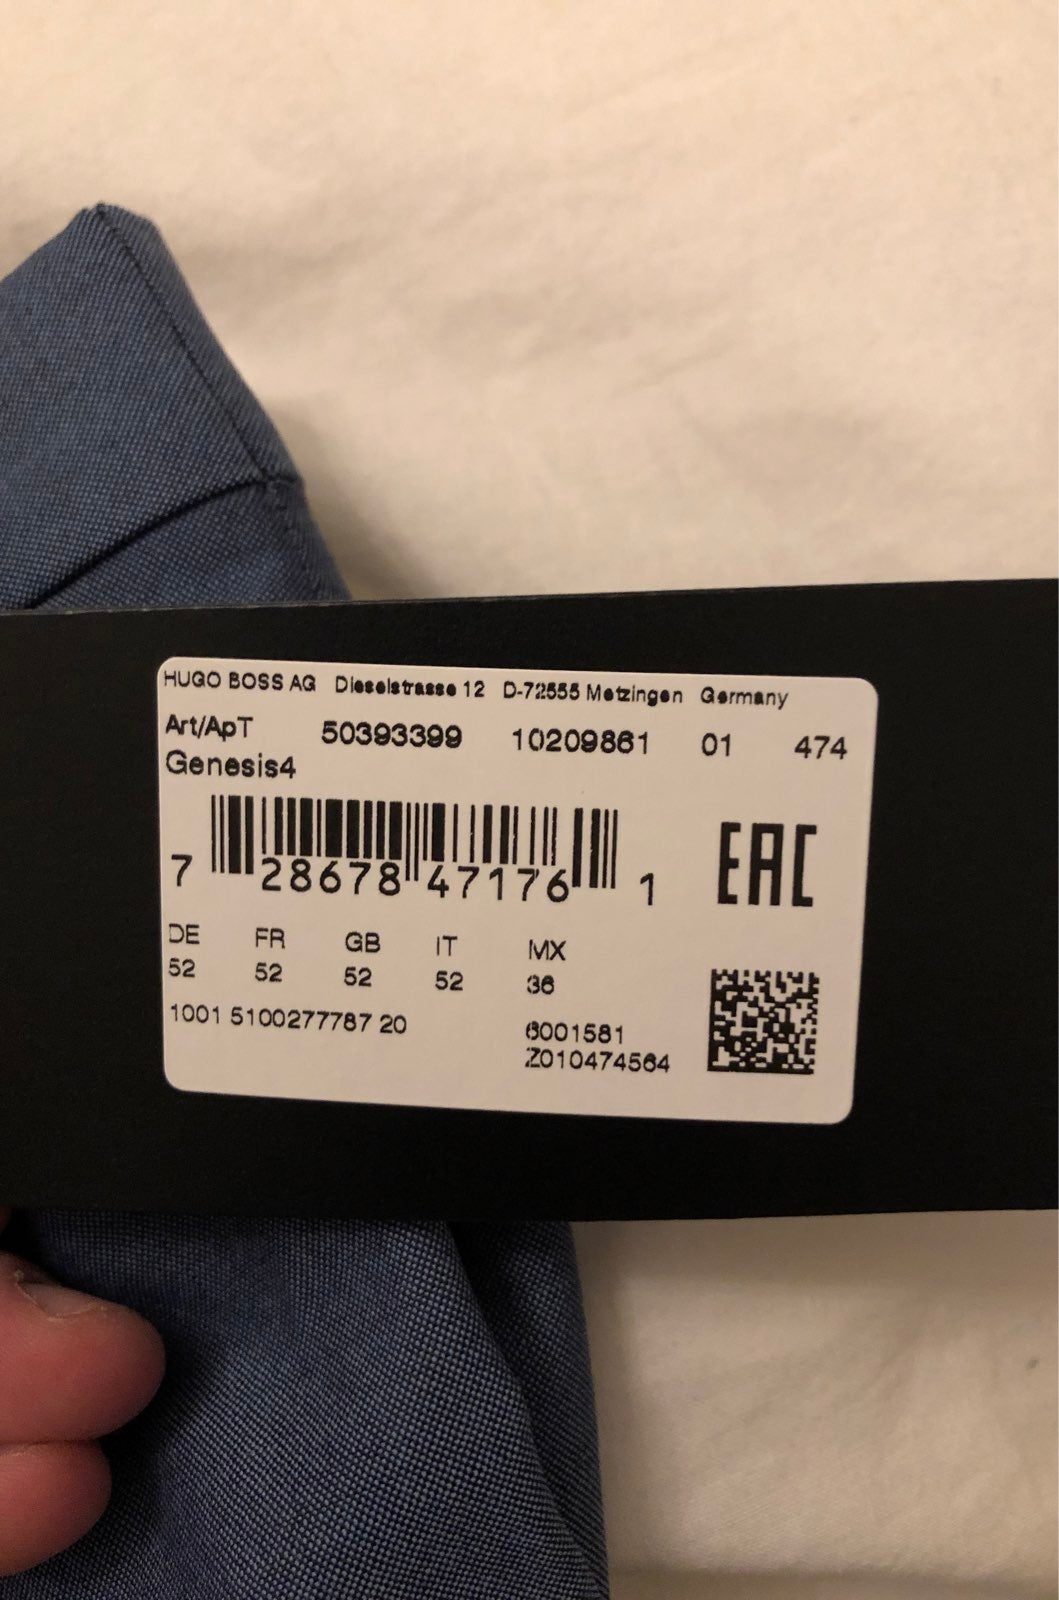 HUGO BOSS AG Dieselstrasse 12 D-72555 Metzingen Germany
Art/ApT 50393399 10209861 01 474
Genesis4
7 28678 47176 1
EAC
DE FR GB IT MX
52 52 52 52 36
1001 5100277787 20 6001581
Z010474564